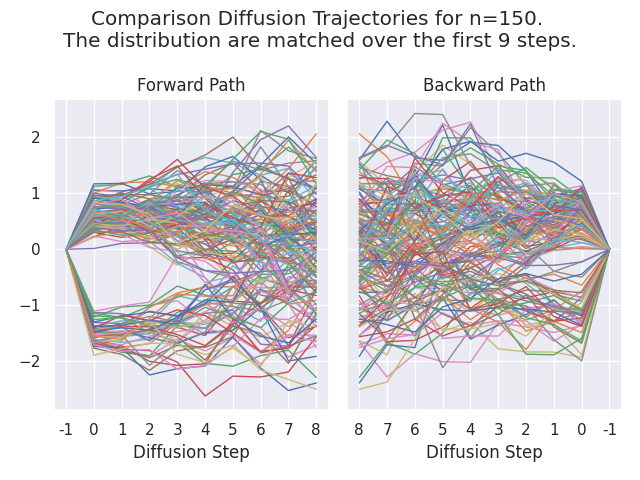 Comparison Diffusion Trajectories for n=150.
The distribution are matched over the first 9 steps.
Forward Path
Backward Path
2
1
0
−1
−2
-1 0 1 2 3 4 5 6 7 8
8 7 6 5 4 3 2 1 0 -1
Diffusion Step
Diffusion Step